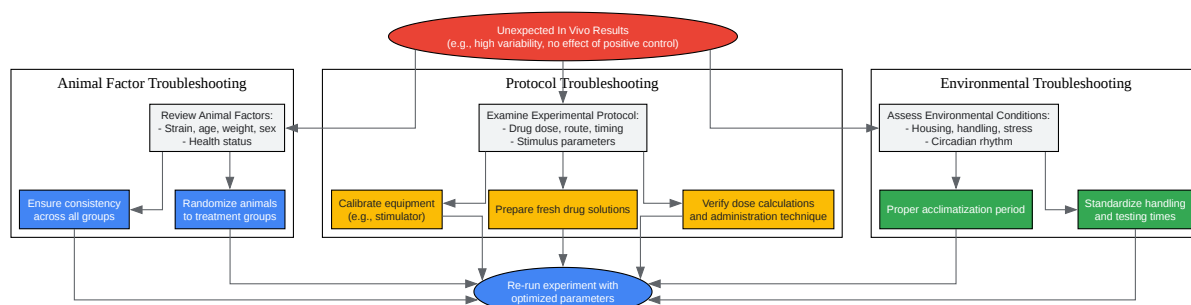 Unexpected In Vivo Results
(e.g., high variability, no effect of positive control)
Animal Factor Troubleshooting
Review Animal Factors:
- Strain, age, weight, sex
- Health status
Ensure consistency
across all groups
Randomize animals
to treatment groups
Protocol Troubleshooting
Examine Experimental Protocol:
- Drug dose, route, timing
- Stimulus parameters
Calibrate equipment
(e.g., stimulator)
Prepare fresh drug solutions
Verify dose calculations
and administration technique
Environmental Troubleshooting
Assess Environmental Conditions:
- Housing, handling, stress
- Circadian rhythm
Proper acclimatization period
Standardize handling
and testing times
Re-run experiment with
optimized parameters